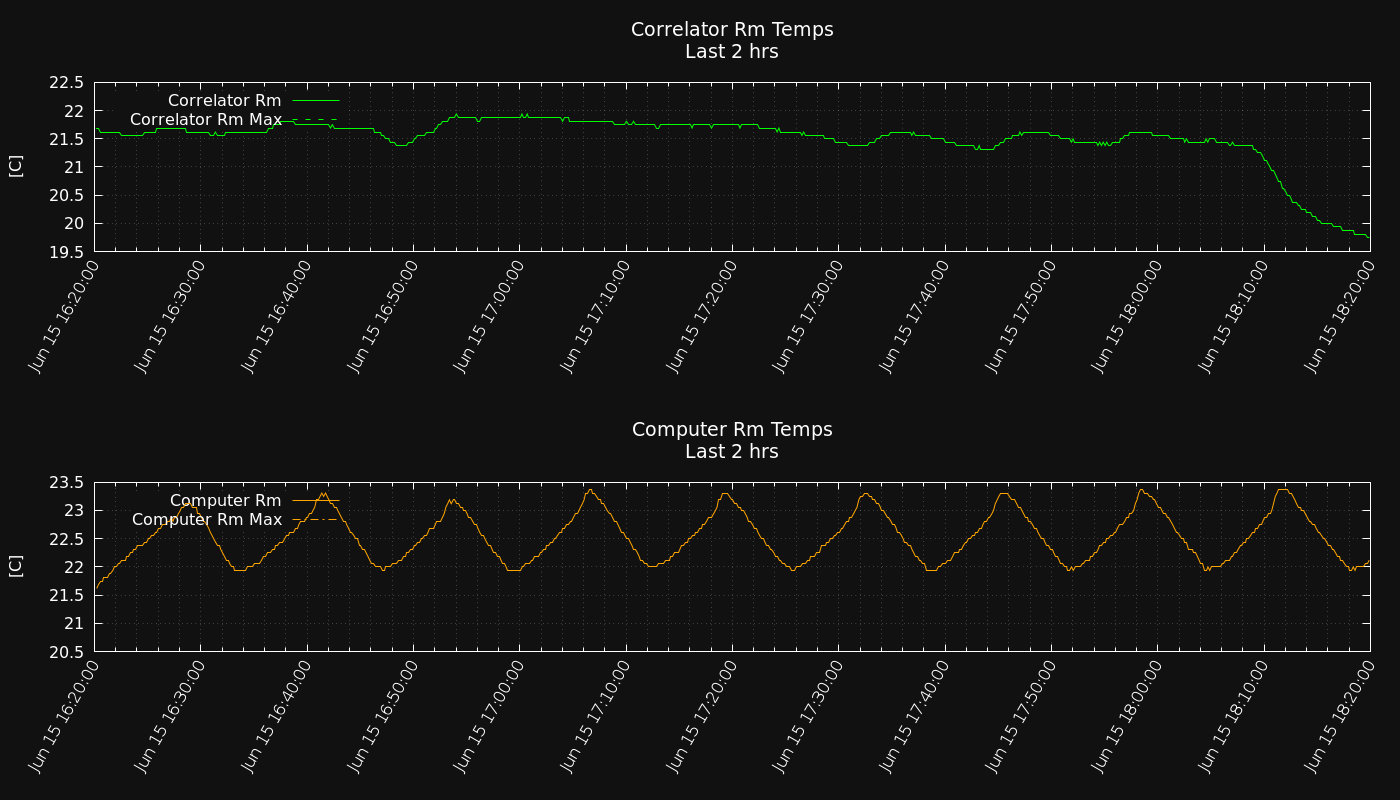 Correlator Rm Temps
Last 2 hrs
22.5
22
21.5
21
20.5
20
19.5
[C]
Correlator Rm
Correlator Rm Max
Jun 15 16:20:00
Jun 15 16:30:00
Jun 15 16:40:00
Jun 15 16:50:00
Jun 15 17:00:00
Jun 15 17:10:00
Jun 15 17:20:00
Jun 15 17:30:00
Jun 15 17:40:00
Jun 15 17:50:00
Jun 15 18:00:00
Jun 15 18:10:00
Jun 15 18:20:00
Computer Rm Temps
Last 2 hrs
23.5
23
22.5
22
21.5
21
20.5
[C]
Computer Rm
Computer Rm Max
Jun 15 16:20:00
Jun 15 16:30:00
Jun 15 16:40:00
Jun 15 16:50:00
Jun 15 17:00:00
Jun 15 17:10:00
Jun 15 17:20:00
Jun 15 17:30:00
Jun 15 17:40:00
Jun 15 17:50:00
Jun 15 18:00:00
Jun 15 18:10:00
Jun 15 18:20:00